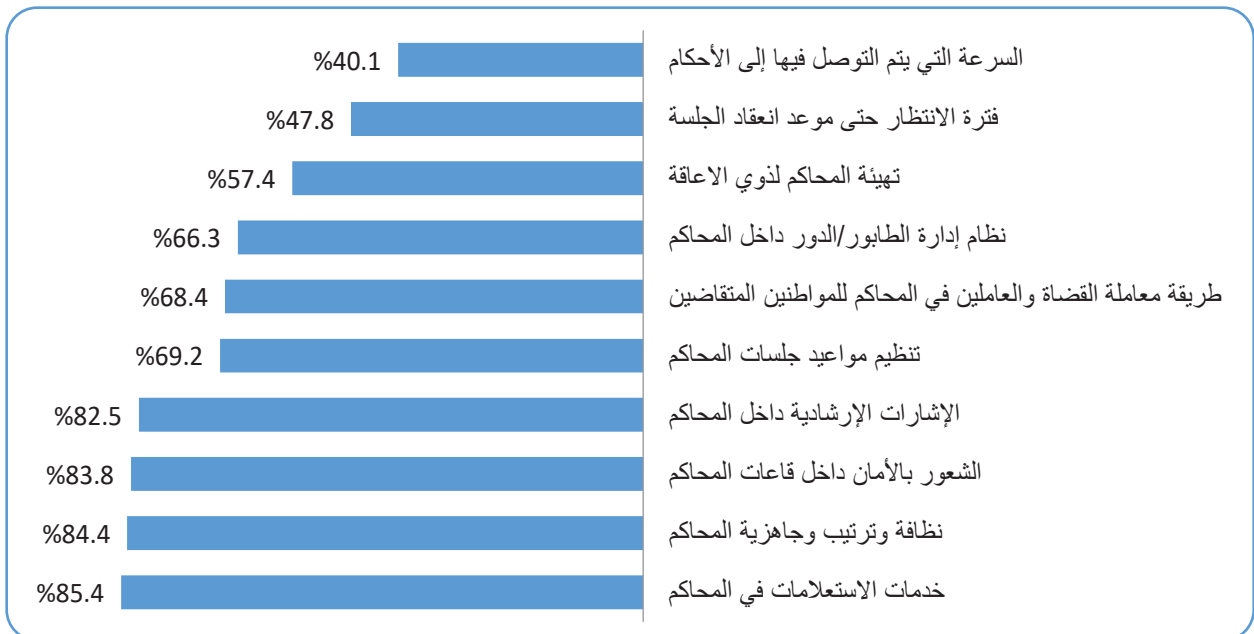 السرعة التي يتم التوصل فيها إلى الأحكام %40.1
فترة الانتظار حتى موعد انعقاد الجلسة %47.8
تهيئة المحاكم لذوي الاعاقة %57.4
نظام إدارة الطابور/الدور داخل المحاكم %66.3
طريقة معاملة القضاة والعاملين في المحاكم للمواطنين المتقاضين %68.4
تنظيم مواعيد جلسات المحاكم %69.2
الإشارات الإرشادية داخل المحاكم %82.5
الشعور بالأمان داخل قاعات المحاكم %83.8
نظافة وترتيب وجاهزية المحاكم %84.4
خدمات الاستعلامات في المحاكم %85.4